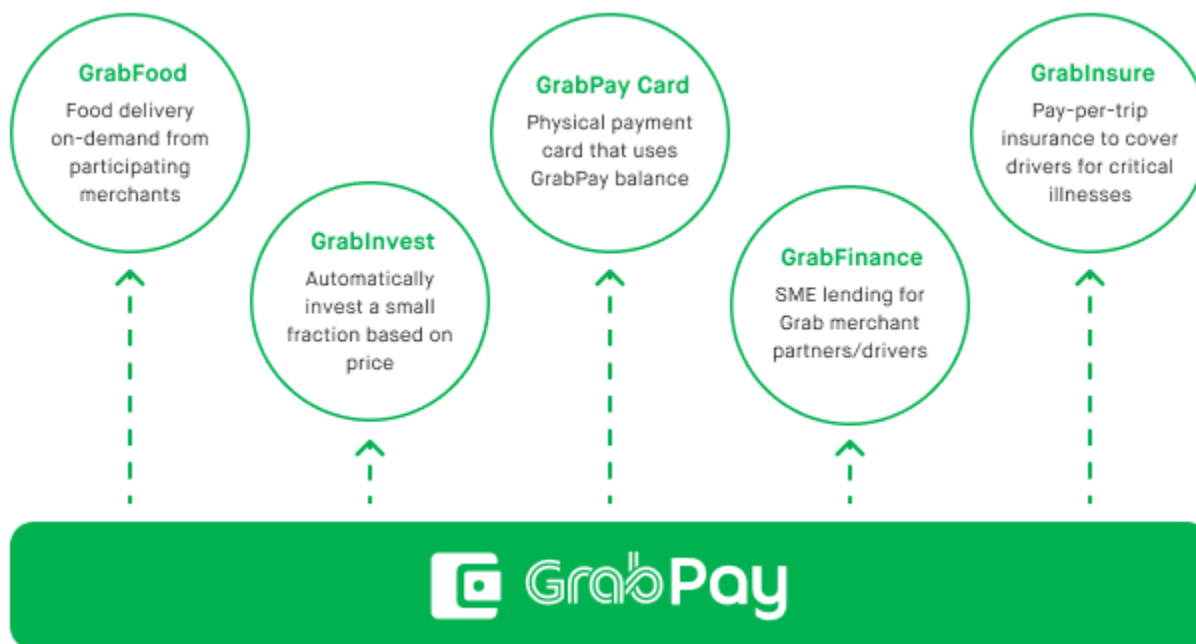 GrabFood
Food delivery
on-demand from
participating
merchants
GrabInvest
Automatically
invest a small
fraction based on
price
GrabPay Card
Physical payment
card that uses
GrabPay balance
GrabFinance
SME lending for
Grab merchant
partners/drivers
GrabInsure
Pay-per-trip
insurance to cover
drivers for critical
illnesses
GrabPay